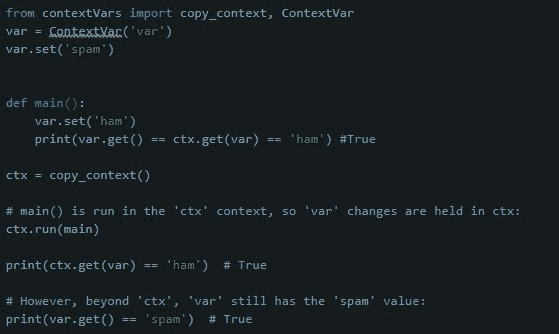 from contextVars import copy_context, ContextVar
var = ContextVar('var')
var.set('spam')
def main():
    var.set('ham')
    print(var.get() == ctx.get(var) == 'ham') #True
ctx = copy_context()
# main() is run in the 'ctx' context, so 'var' changes are held in ctx:
ctx.run(main)
print(ctx.get(var) == 'ham')  # True
# However, beyond 'ctx', 'var' still has the 'spam' value:
print(var.get() == 'spam')  # True